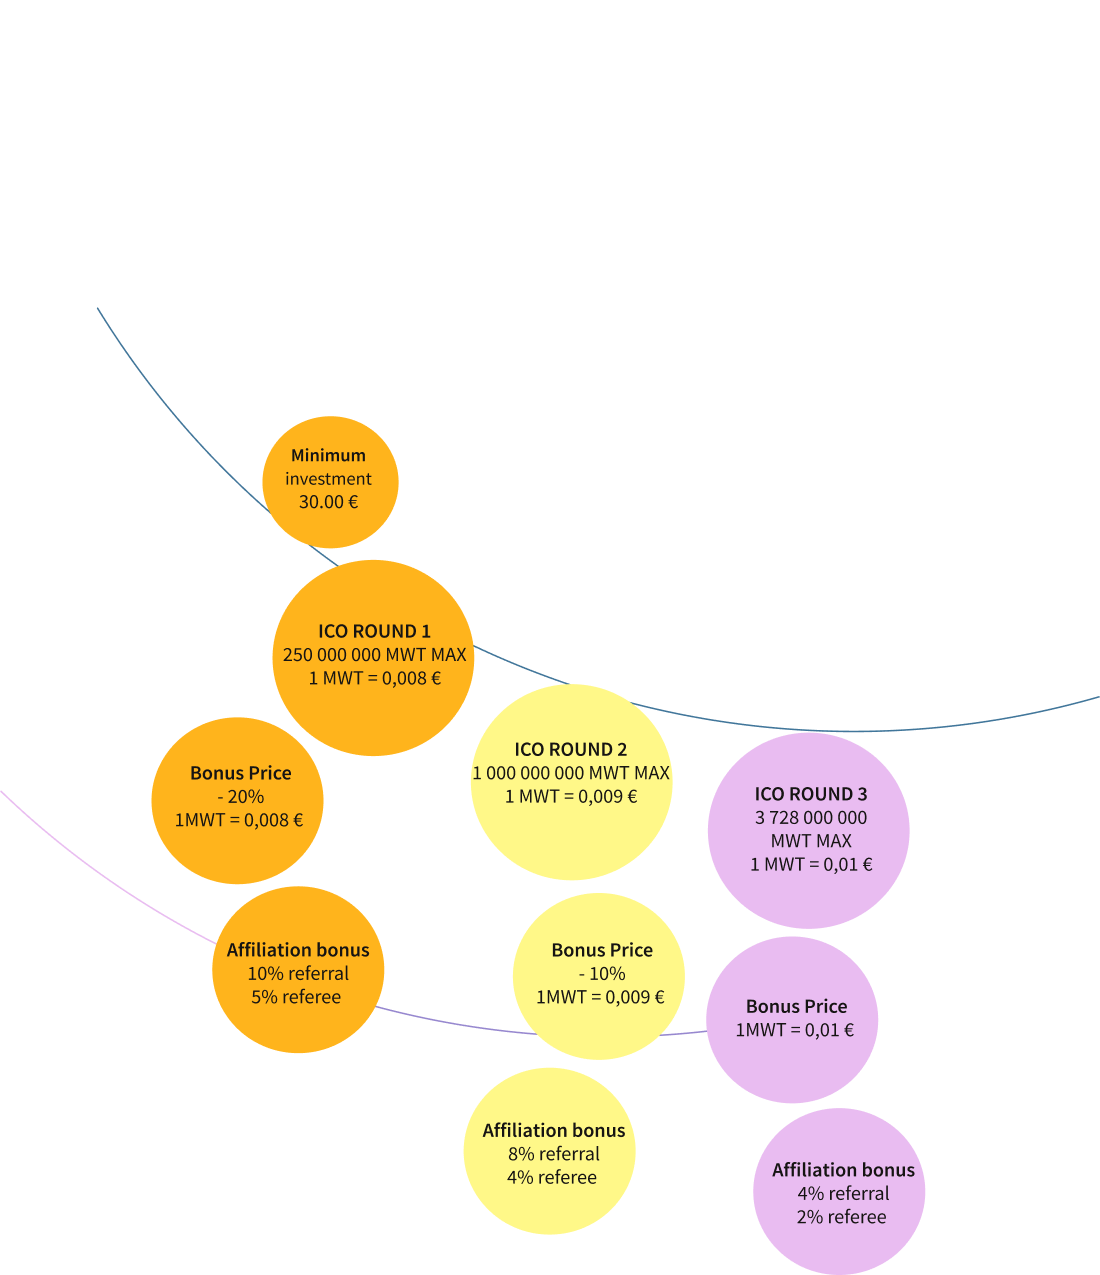 Minimum
investment
30.00 €
ICO ROUND 1
250 000 000 MWT MAX
1 MWT = 0,008 €
Bonus Price
- 20%
1MWT = 0,008 €
Affiliation bonus
10% referral
5% referee
ICO ROUND 2
1 000 000 000 MWT MAX
1 MWT = 0,009 €
Bonus Price
- 10%
1MWT = 0,009 €
Affiliation bonus
8% referral
4% referee
ICO ROUND 3
3 728 000 000
MWT MAX
1 MWT = 0,01 €
Bonus Price
1MWT = 0,01 €
Affiliation bonus
4% referral
2% referee